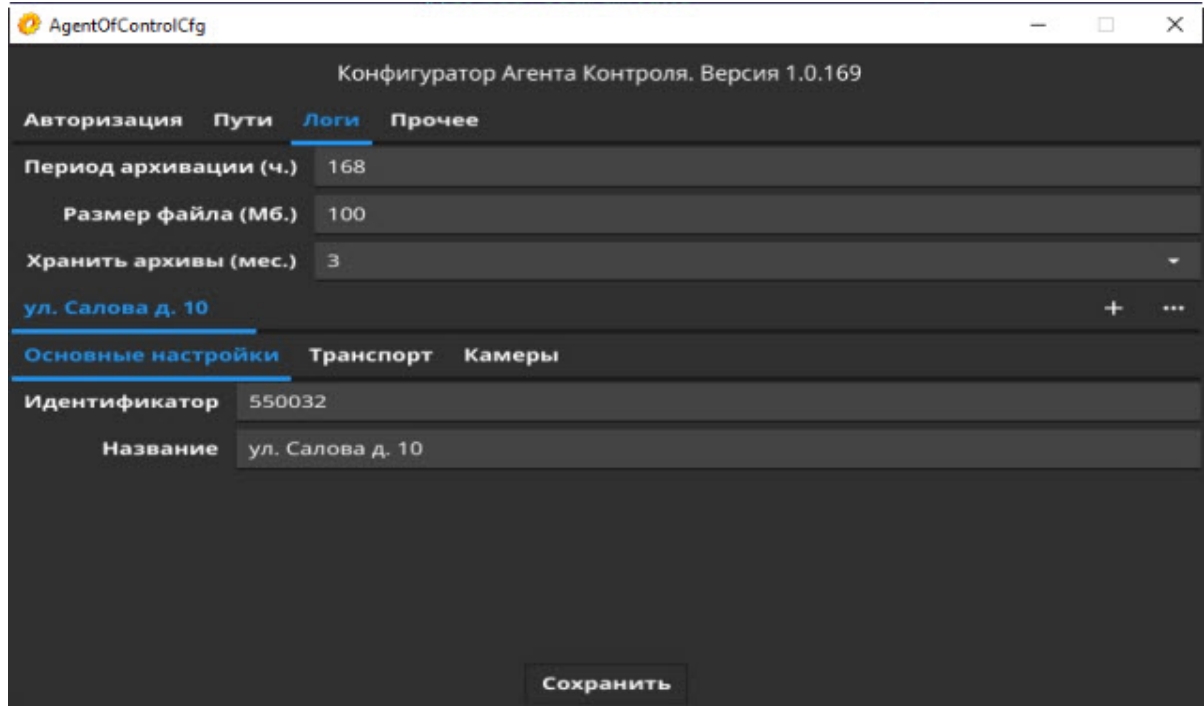 AgentOfControlCfg
Конфигуратор Агента Контроля. Версия 1.0.169
Авторизация Пути Логи Прочее
Период архивации (ч.) 168
Размер файла (Мб.) 100
Хранить архивы (мес.) 3
ул. Салова д. 10 + ...
Основные настройки Транспорт Камеры
Идентификатор 550032
Название ул. Салова д. 10
Сохранить